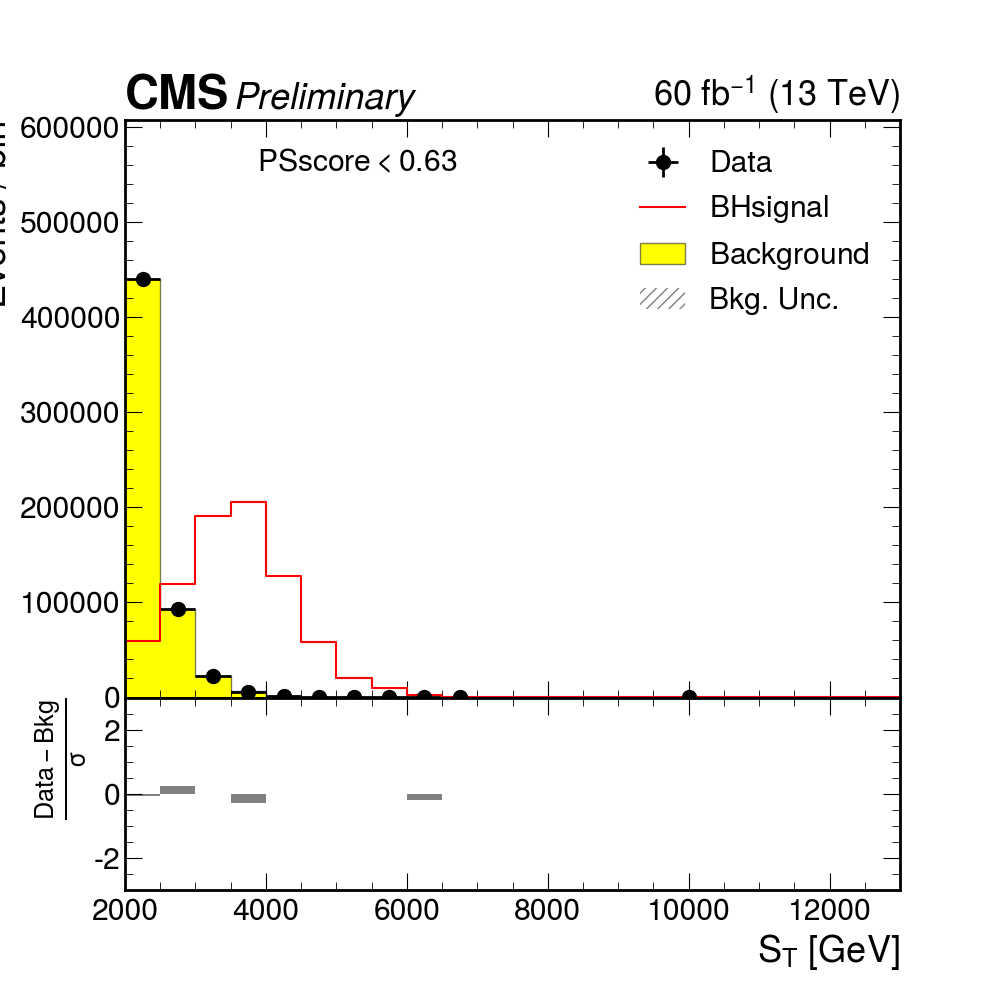 CMS Preliminary 60 fb⁻¹ (13 TeV)
PSscore < 0.63
Data
BHsignal
Background
Bkg. Unc.
600000
500000
400000
300000
200000
100000
0
Data − Bkg
σ
2
0
-2
2000 4000 6000 8000 10000 12000
S_T [GeV]